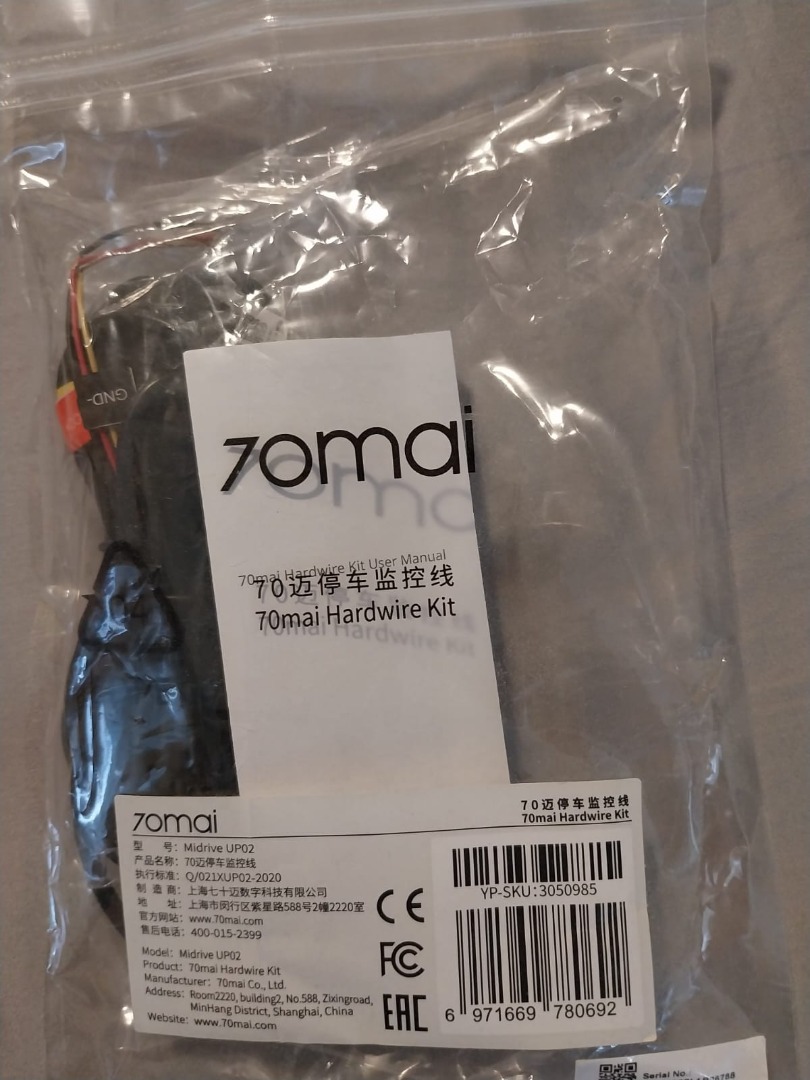 GND-
70mai
70mai Hardwire Kit User Manual
70迈停车监控线
70mai Hardwire Kit
70mai
70迈停车监控线
70mai Hardwire Kit
型 号：Midrive UP02
产品名称：70迈停车监控线
执行标准：Q/021XUP02-2020
制 造 商：上海七十迈数字科技有限公司
地 址：上海市闵行区紫星路588号2幢2220室
官方网站：www.70mai.com
售后电话：400-015-2399
Model: Midrive UP02
Product: 70mai Hardwire Kit
Manufacturer: 70mai Co., Ltd.
Address: Room2220, building2, No.588, Zixingroad,
MinHang District, Shanghai, China
Website: www.70mai.com
CE
FC
EAC
YP-SKU:3050985
6 971669 780692
Serial No.: